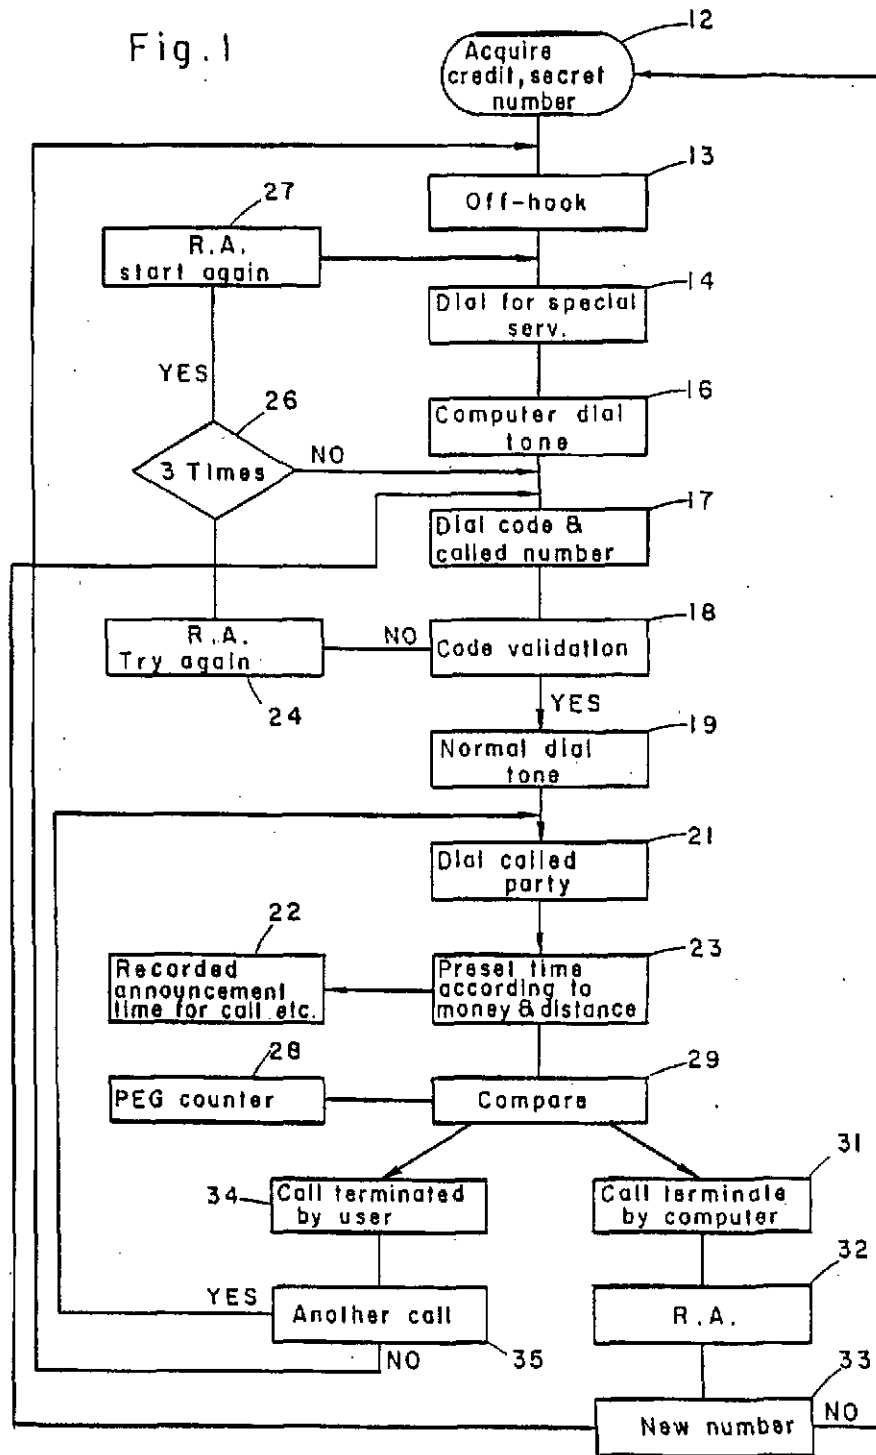 Fig.1
12
Acquire
credit, secret
number
13
Off-hook
27
R.A.
start again
14
Dial for special
serv.
YES
26
16
Computer dial
tone
3 Times
NO
17
Dial code &
called number
18
R.A.
Try again
NO
Code validation
24
YES
19
Normal dial
tone
21
Dial called
party
22
23
Recorded
announcement
time for call etc.
Preset time
according to
money & distance
28
29
PEG counter
Compare
31
34
Call terminated
by user
Call terminate
by computer
32
YES
Another call
R.A.
35
NO
33
New number
NO